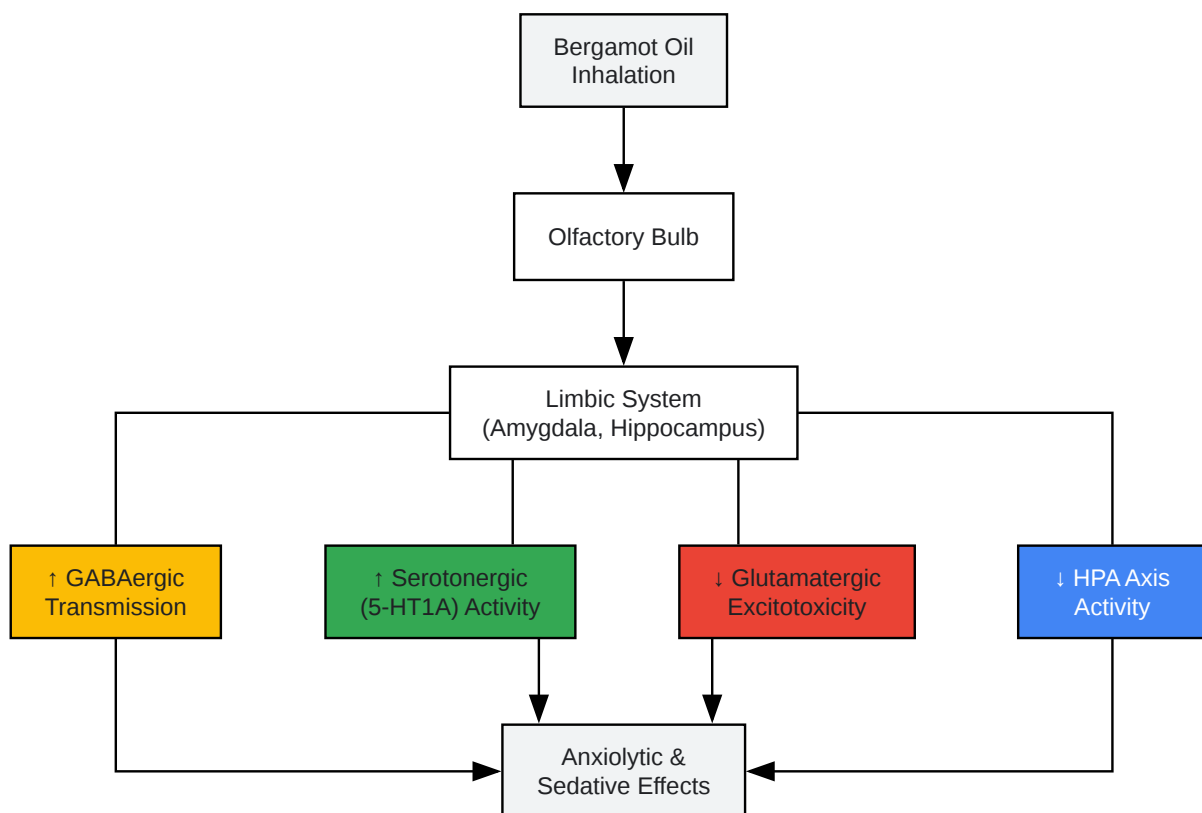 Bergamot Oil
Inhalation
Olfactory Bulb
Limbic System
(Amygdala, Hippocampus)
↑ GABAergic
Transmission
↑ Serotonergic
(5-HT1A) Activity
↓ Glutamatergic
Excitotoxicity
↓ HPA Axis
Activity
Anxiolytic &
Sedative Effects